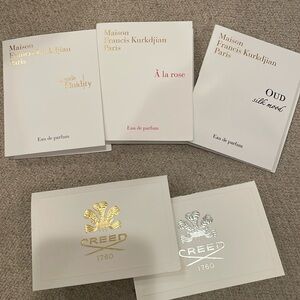 Maison
Francis Kurkdjian
Paris
fluidity
Eau de parfum
Maison
Francis Kurkdjian
Paris
À la rose
Eau de parfum
Maison
Francis Kurkdjian
Paris
OUD
silk mood
Eau de parfum
CREED
1760
CREED
1760